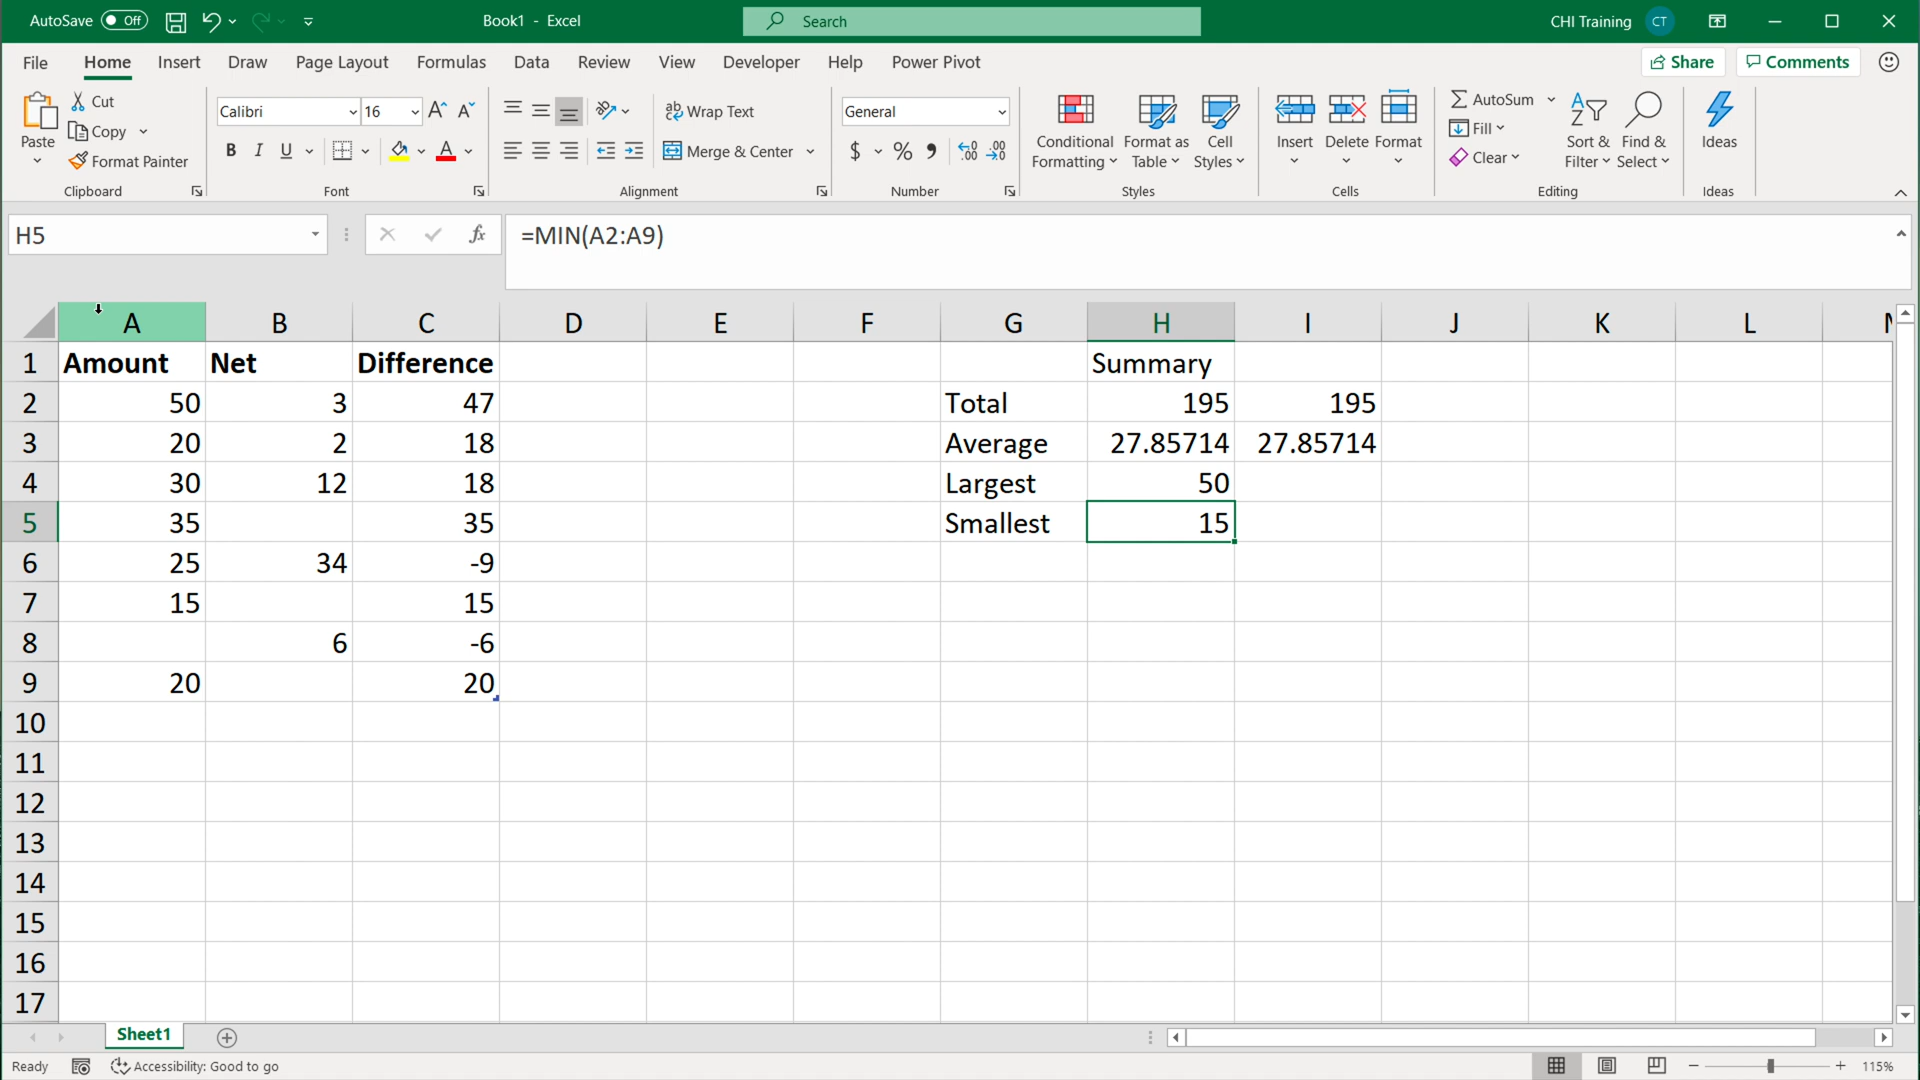 AutoSave Off Book1 - Excel Search CHI Training CT
File Home Insert Draw Page Layout Formulas Data Review View Developer Help Power Pivot Share Comments
Paste Cut Copy Format Painter
Clipboard
Calibri 16
B I U A
Font
ab Wrap Text
Merge & Center
Alignment
General
$ % 9 .00 .00
Number
Conditional Formatting Format as Table Cell Styles
Styles
Insert Delete Format
Cells
AutoSum
Fill
Clear
Sort & Filter Find & Select
Editing
Ideas
Ideas
H5 fx =MIN(A2:A9)
A B C D E F G H I J K L
1 Amount Net Difference Summary
2 50 3 47 Total 195 195
3 20 2 18 Average 27.85714 27.85714
4 30 12 18 Largest 50
5 35 35 Smallest 15
6 25 34 -9
7 15 15
8 6 -6
9 20 20
10
11
12
13
14
15
16
17
Sheet1
Ready Accessibility: Good to go 115%